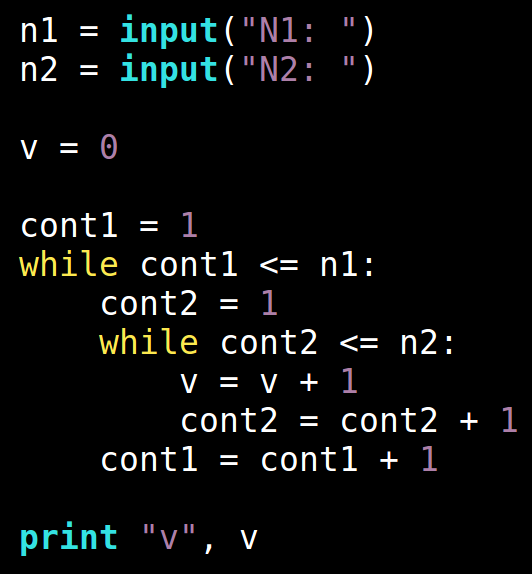 n1 = input("N1: ")
n2 = input("N2: ")

v = 0

cont1 = 1
while cont1 <= n1:
    cont2 = 1
    while cont2 <= n2:
        v = v + 1
        cont2 = cont2 + 1
    cont1 = cont1 + 1

print "v", v